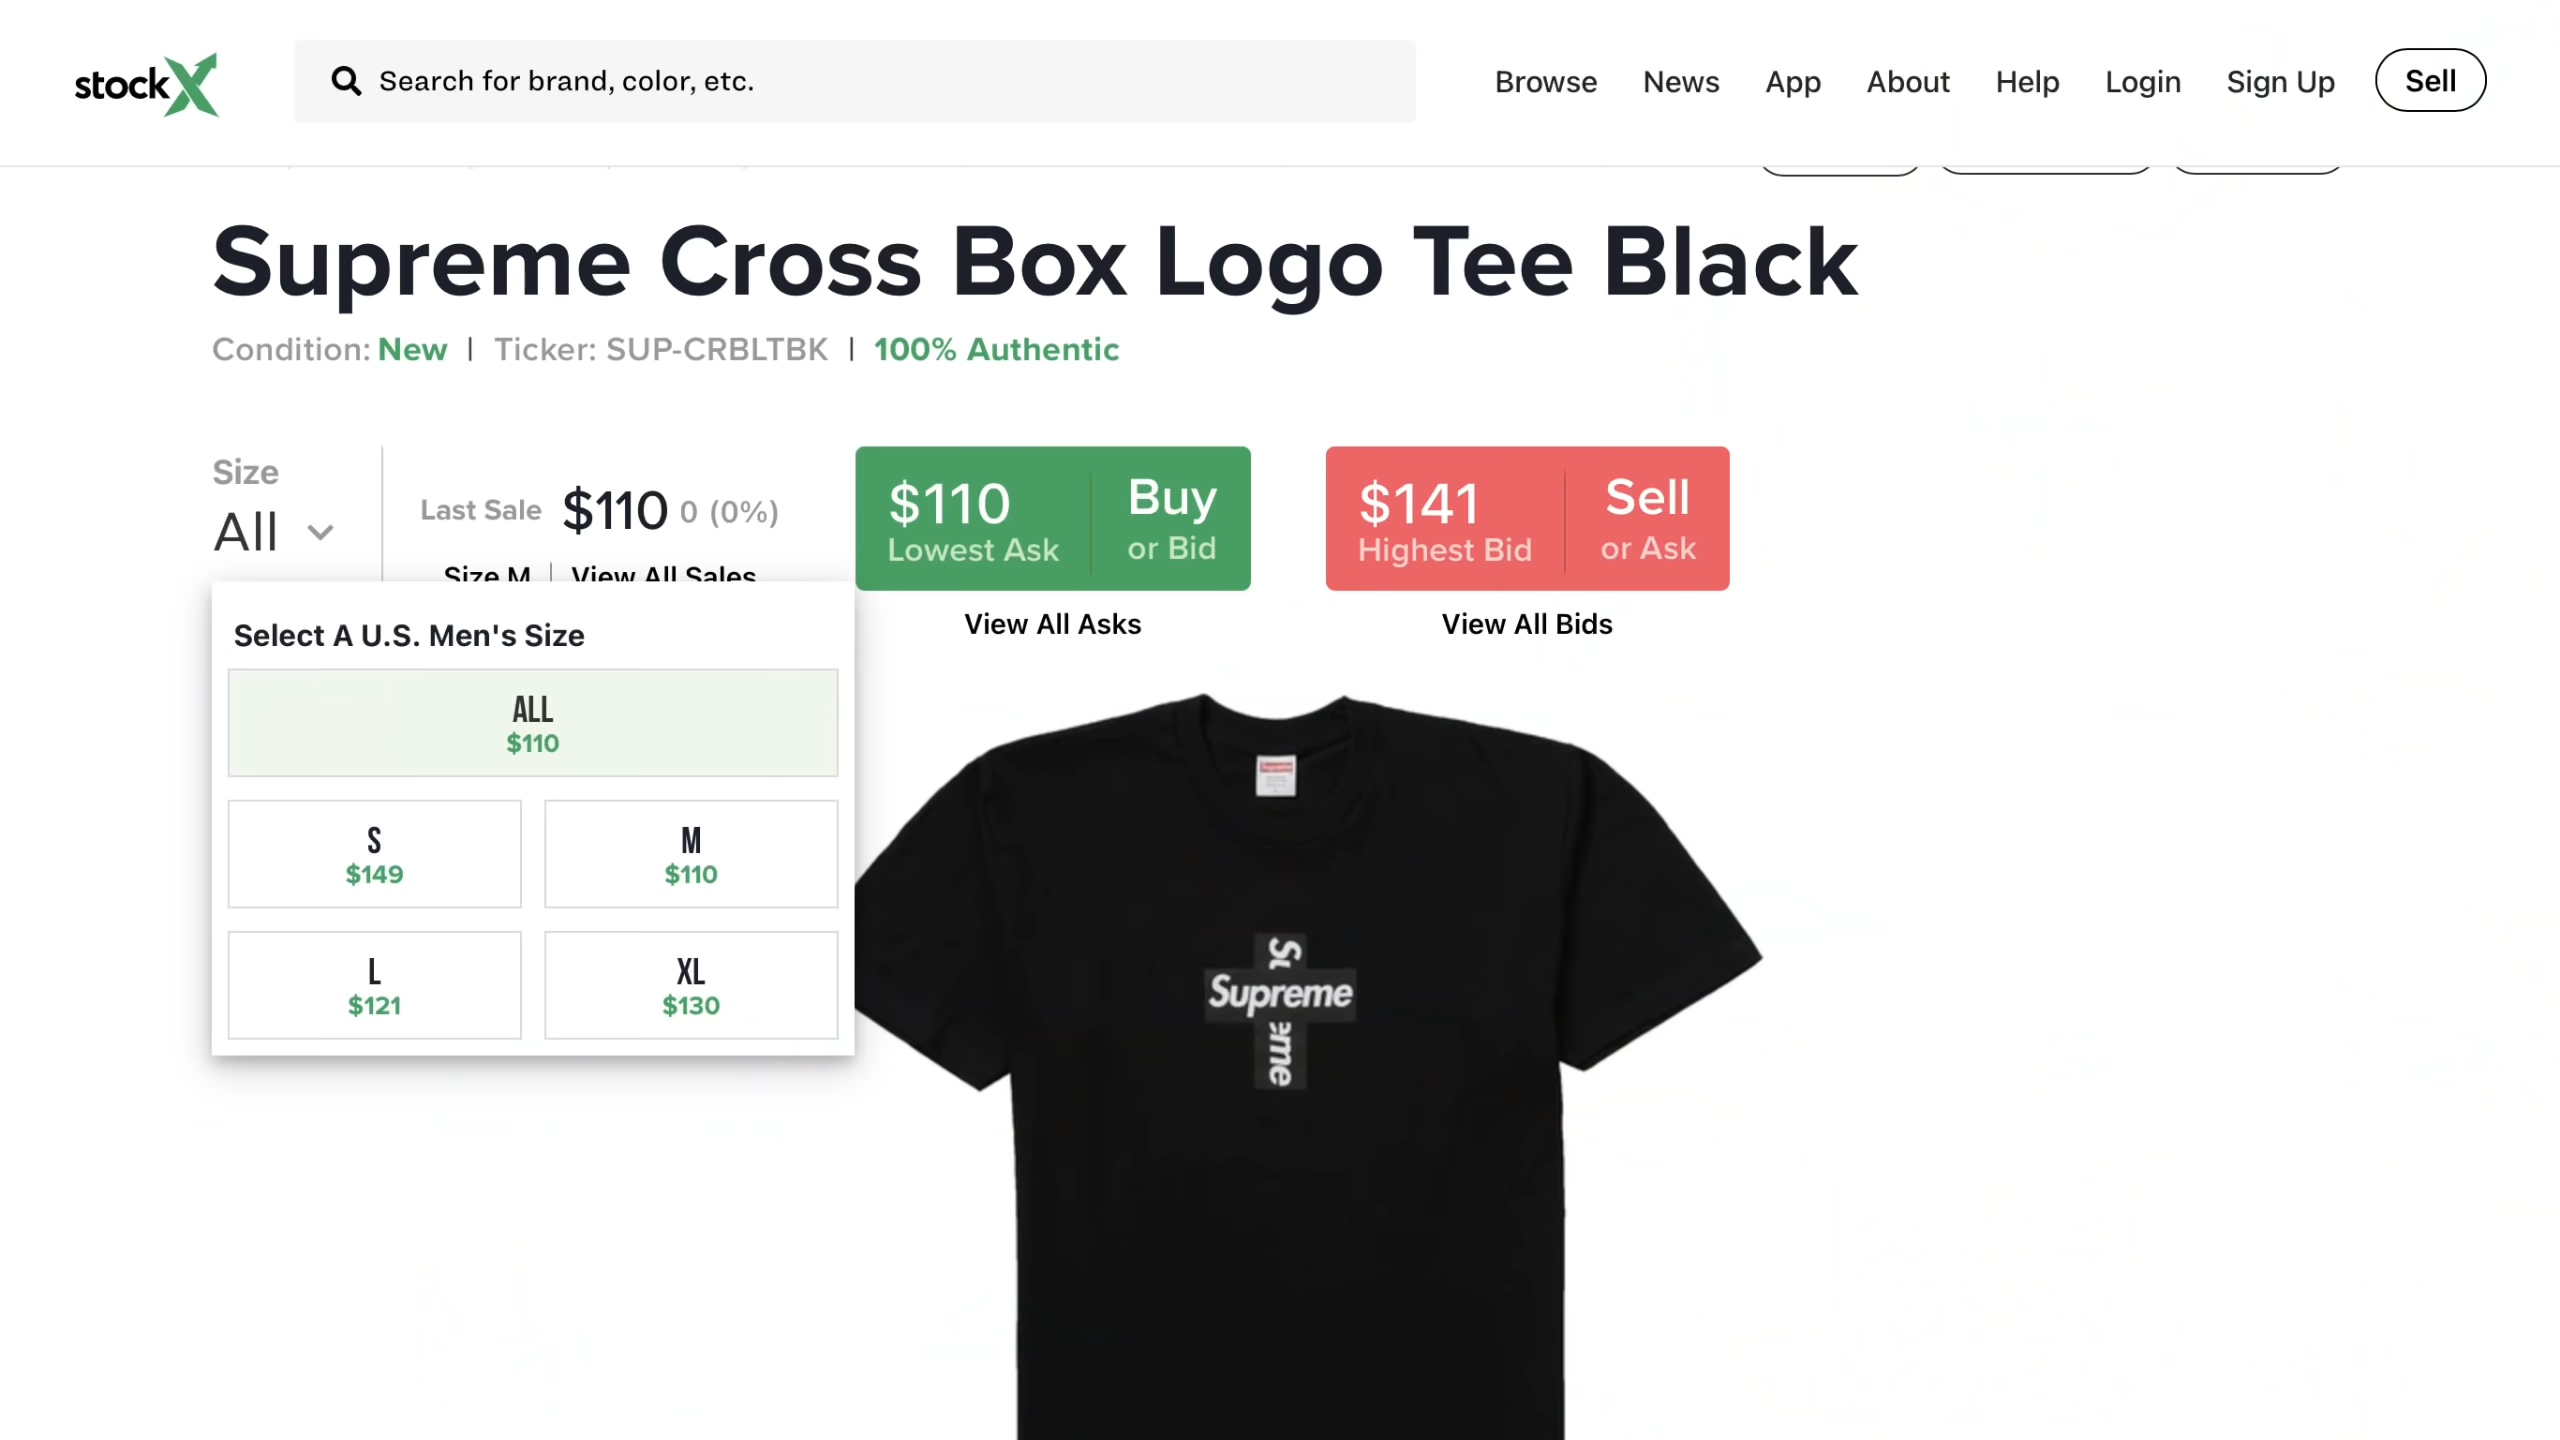 stockX
Search for brand, color, etc.
Browse News App About Help Login Sign Up Sell
Supreme Cross Box Logo Tee Black
Condition: New | Ticker: SUP-CRBLTBK | 100% Authentic
Size
All
Last Sale $110 0 (0%)
Size M | View All Sales
$110
Lowest Ask
Buy
or Bid
View All Asks
$141
Highest Bid
Sell
or Ask
View All Bids
Select A U.S. Men's Size
ALL
$110
S
$149
M
$110
L
$121
XL
$130
Supreme
Su
Supreme
eme